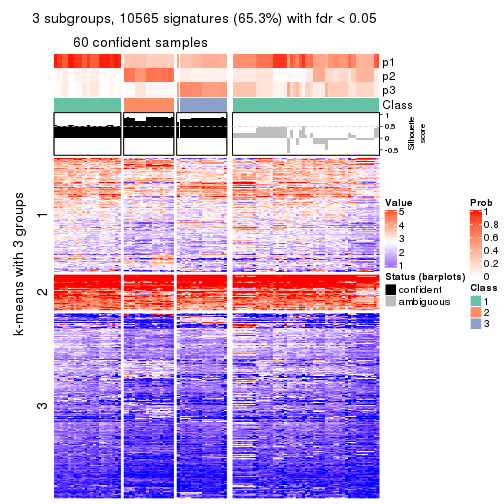 3 subgroups, 10565 signatures (65.3%) with fdr < 0.05
60 confident samples
p1
p2
p3
Class
1
0.5
0
-0.5
Silhouette
score
k-means with 3 groups
1
2
3
Value
5
4
3
2
1
Status (barplots)
confident
ambiguous
Prob
1
0.8
0.6
0.4
0.2
0
Class
1
2
3